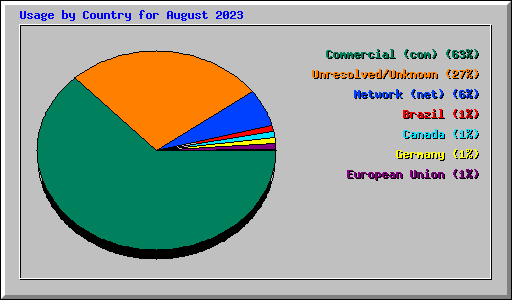 Usage by Country for August 2023
Commercial (com) (63%)
Unresolved/Unknown (27%)
Network (net) (6%)
Brazil (1%)
Canada (1%)
Germany (1%)
European Union (1%)